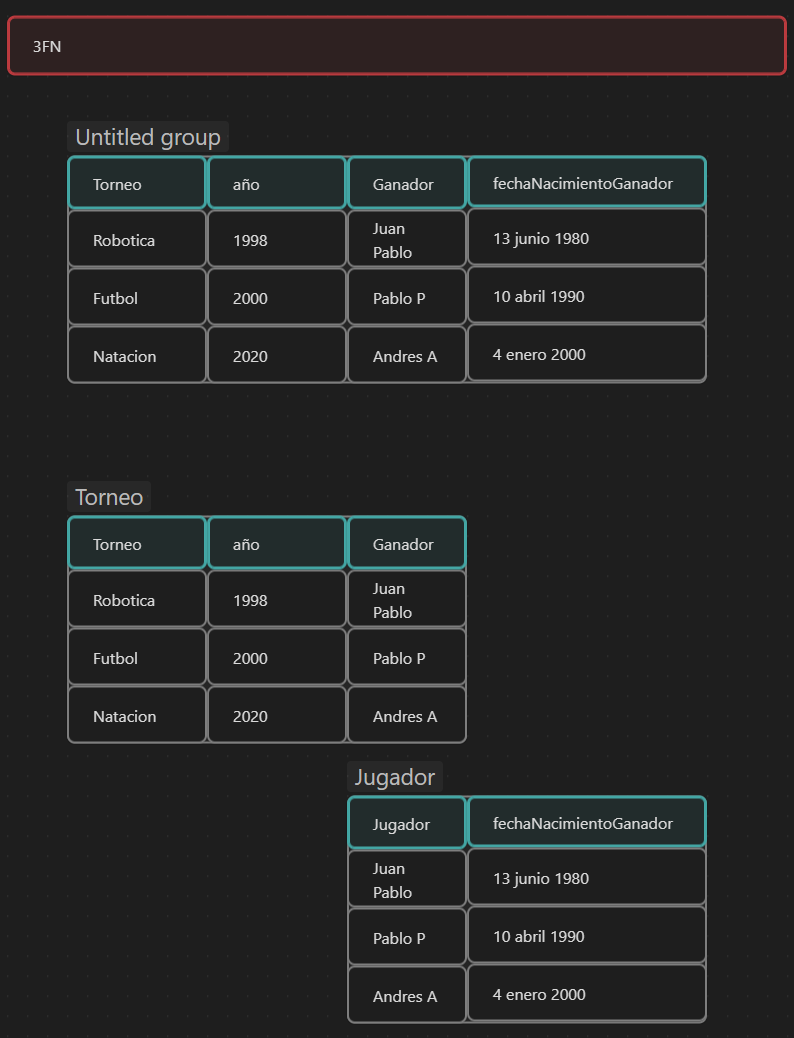 3FN
Untitled group
Torneo año Ganador fechaNacimientoGanador
Robotica 1998 Juan Pablo 13 junio 1980
Futbol 2000 Pablo P 10 abril 1990
Natacion 2020 Andres A 4 enero 2000
Torneo
Torneo año Ganador
Robotica 1998 Juan Pablo
Futbol 2000 Pablo P
Natacion 2020 Andres A
Jugador
Jugador fechaNacimientoGanador
Juan Pablo 13 junio 1980
Pablo P 10 abril 1990
Andres A 4 enero 2000